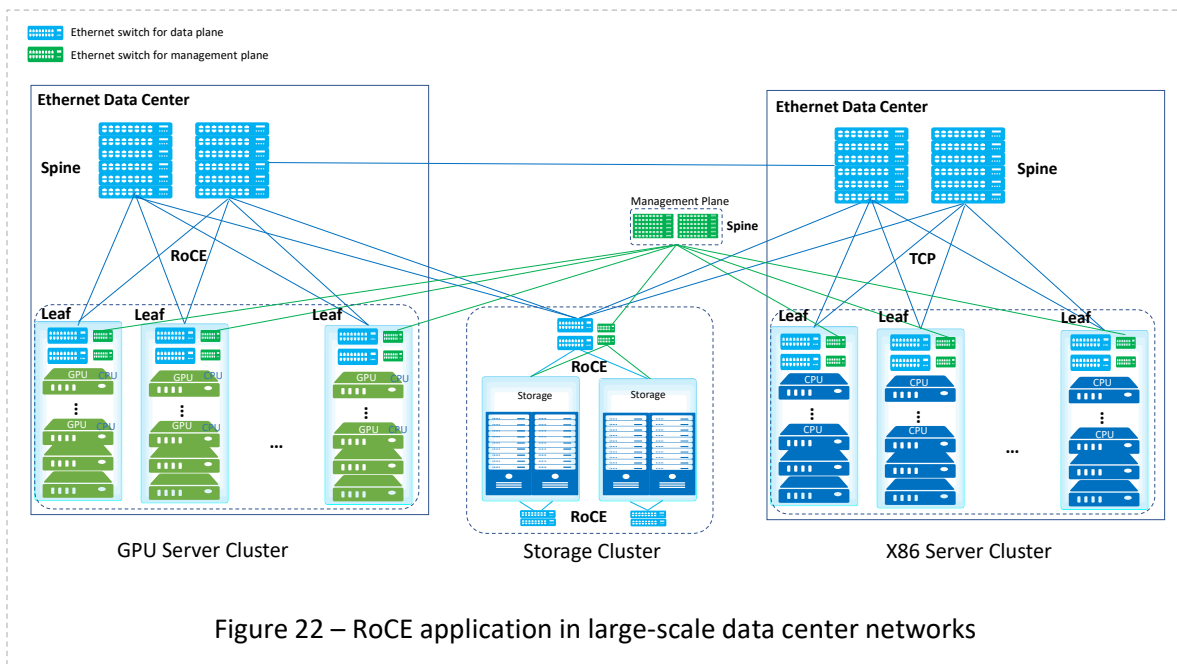 Ethernet switch for data plane
Ethernet switch for management plane
Ethernet Data Center
Spine
RoCE
Leaf
Leaf
Leaf
GPU
CPU
GPU
CPU
GPU
CPU
GPU
CPU
GPU
CPU
GPU
CPU
...
GPU Server Cluster
Management Plane
Spine
RoCE
Storage
Storage
RoCE
Storage Cluster
Ethernet Data Center
Spine
TCP
Leaf
Leaf
Leaf
CPU
CPU
CPU
CPU
CPU
CPU
...
X86 Server Cluster
Figure 22 – RoCE application in large-scale data center networks